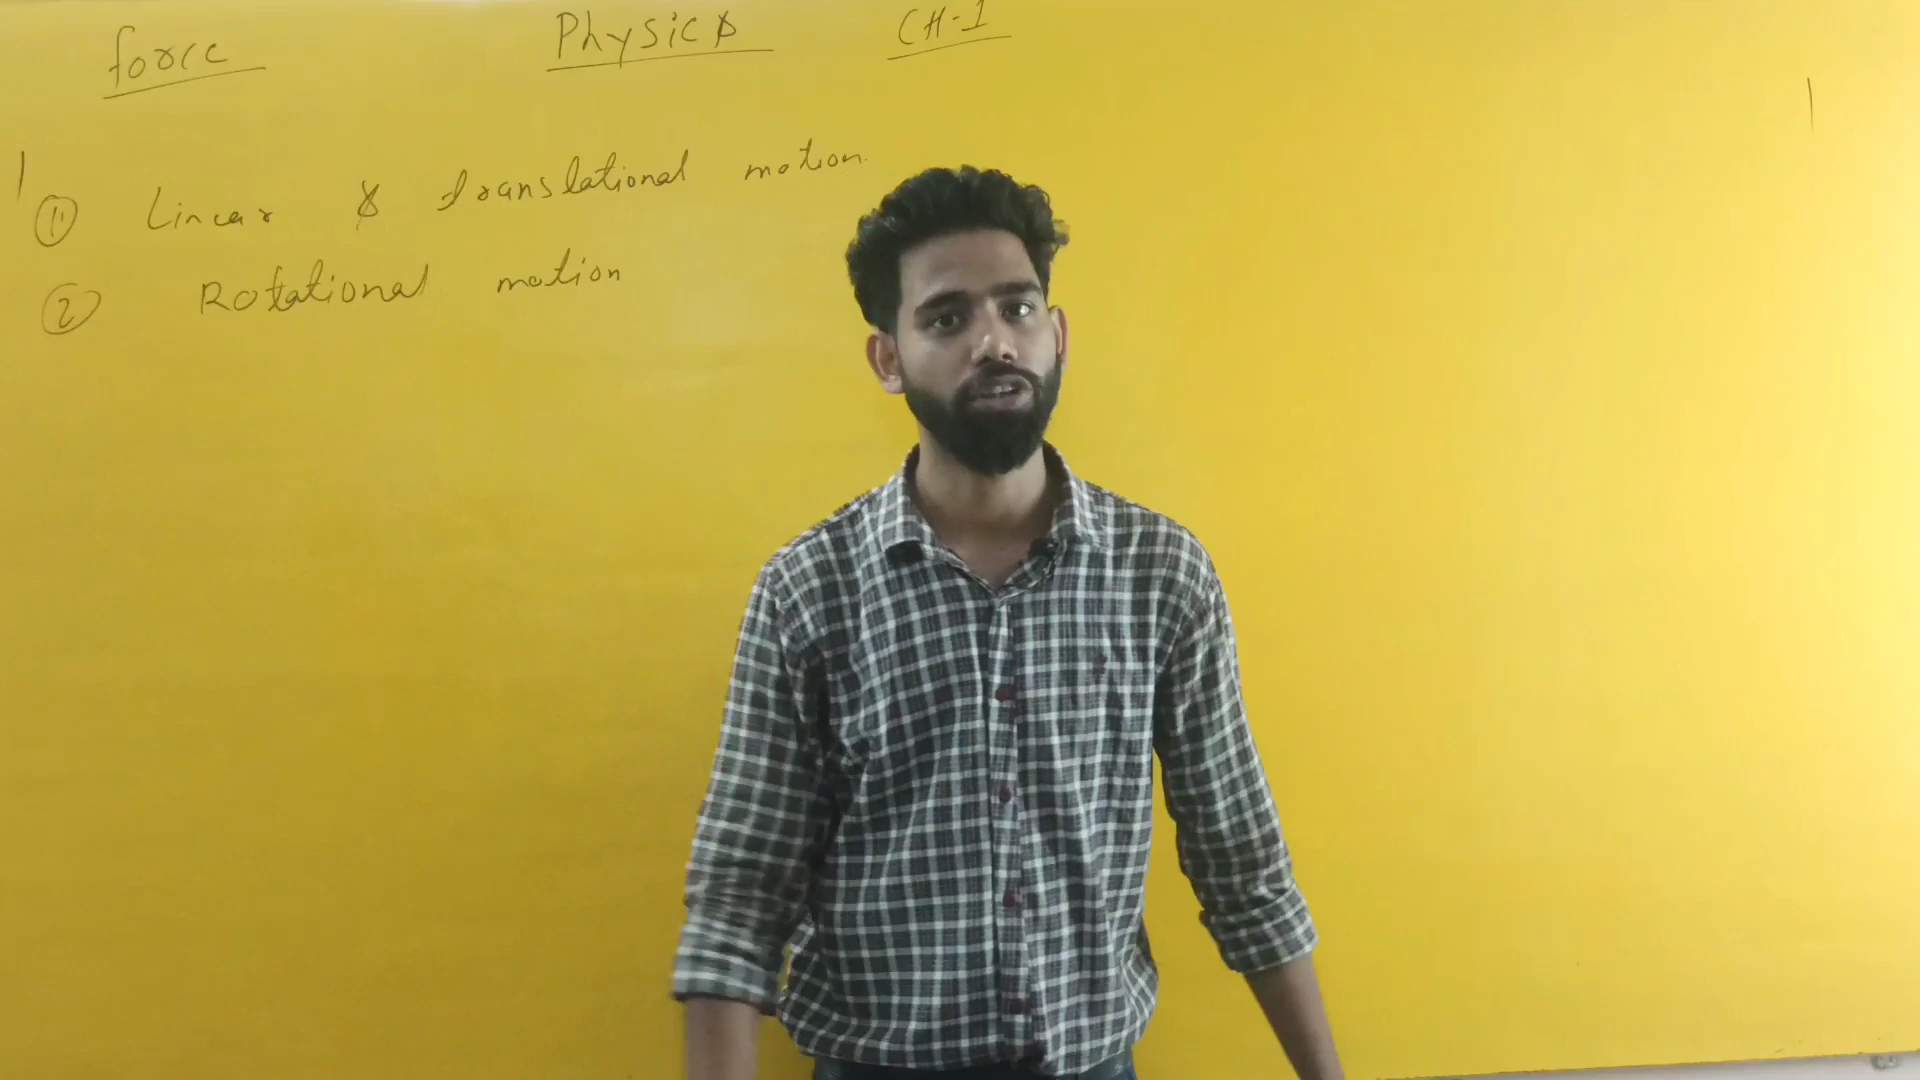 force Physics CH-1
① Linear & translational motion.
② Rotational motion